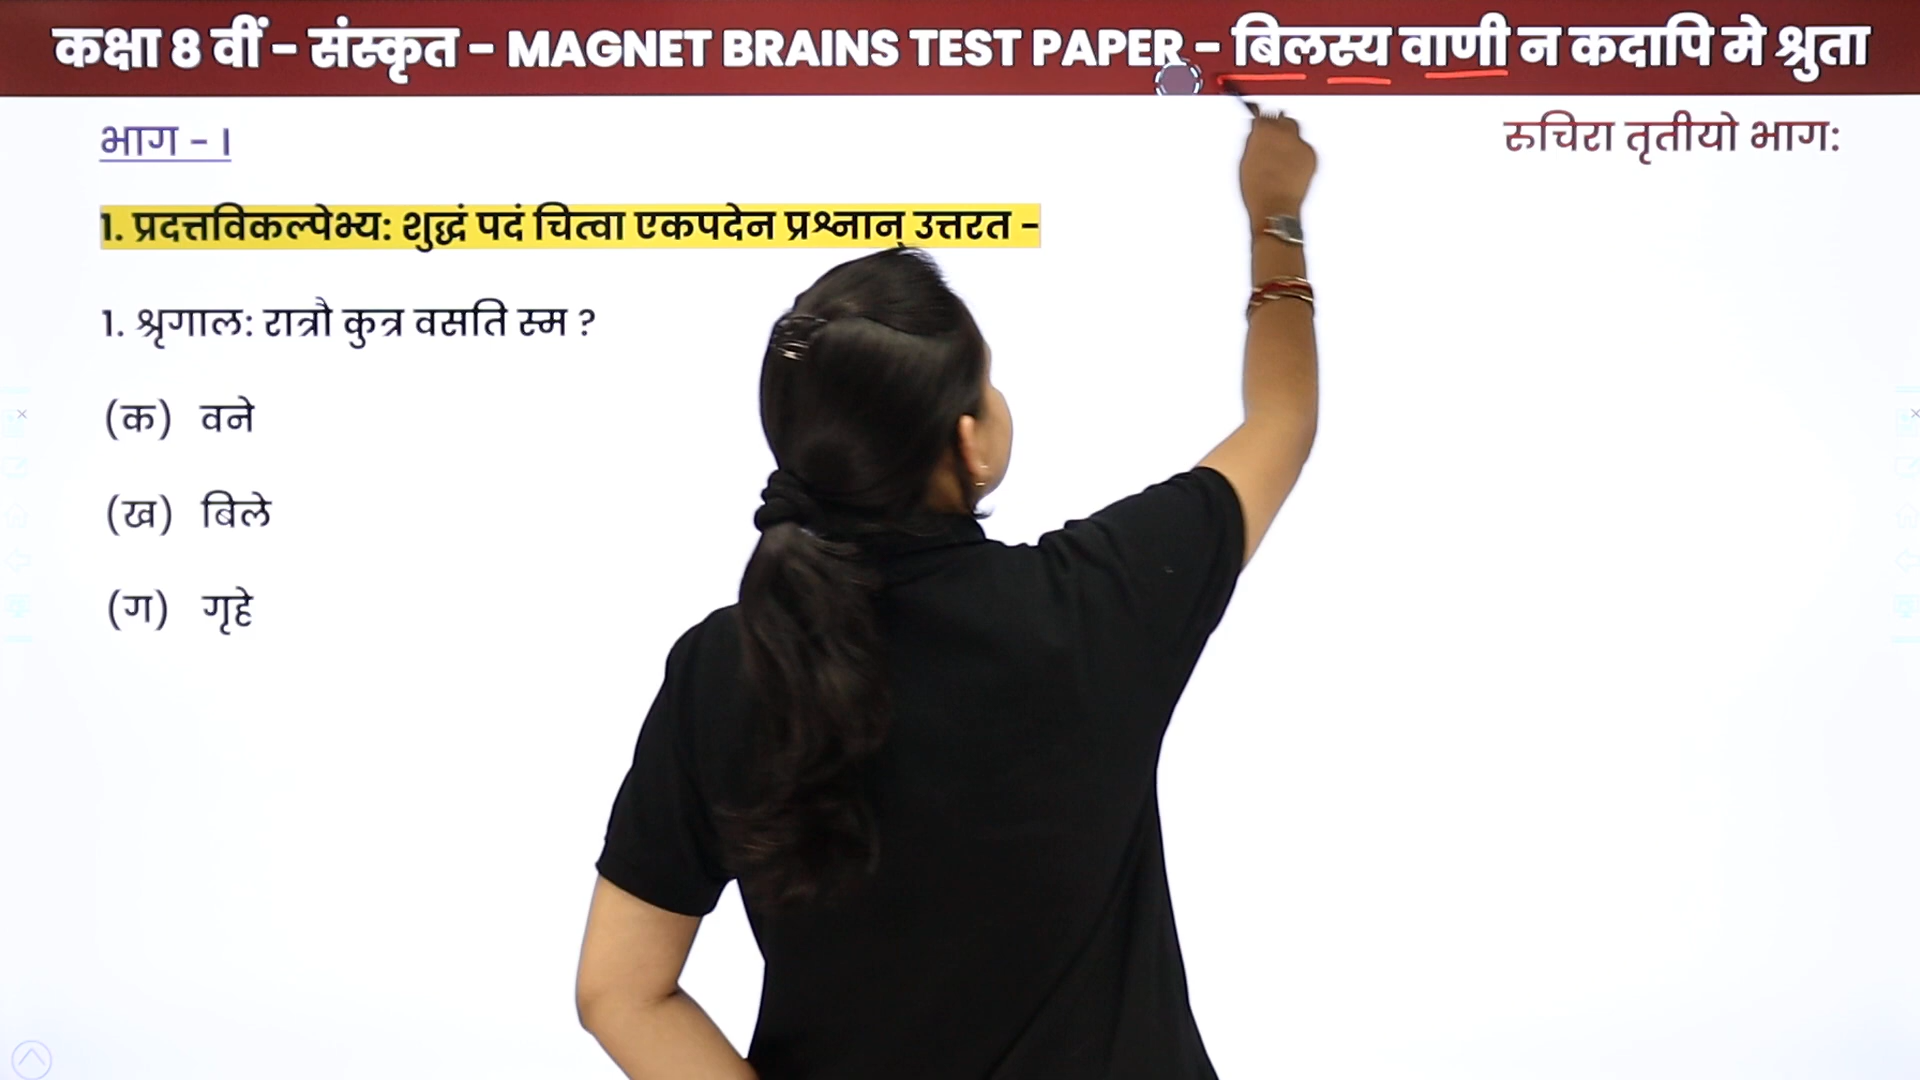 कक्षा 8 वीं - संस्कृत - MAGNET BRAINS TEST PAPER - बिलस्य वाणी न कदापि मे श्रुता
भाग - I
रुचिरा तृतीयो भाग:
1. प्रदत्तविकल्पेभ्य: शुद्धं पदं चित्वा एकपदेन प्रश्नान् उत्तरत -
1. श्रृगाल: रात्रौ कुत्र वसति स्म ?
(क) वने
(ख) बिले
(ग) गृहे